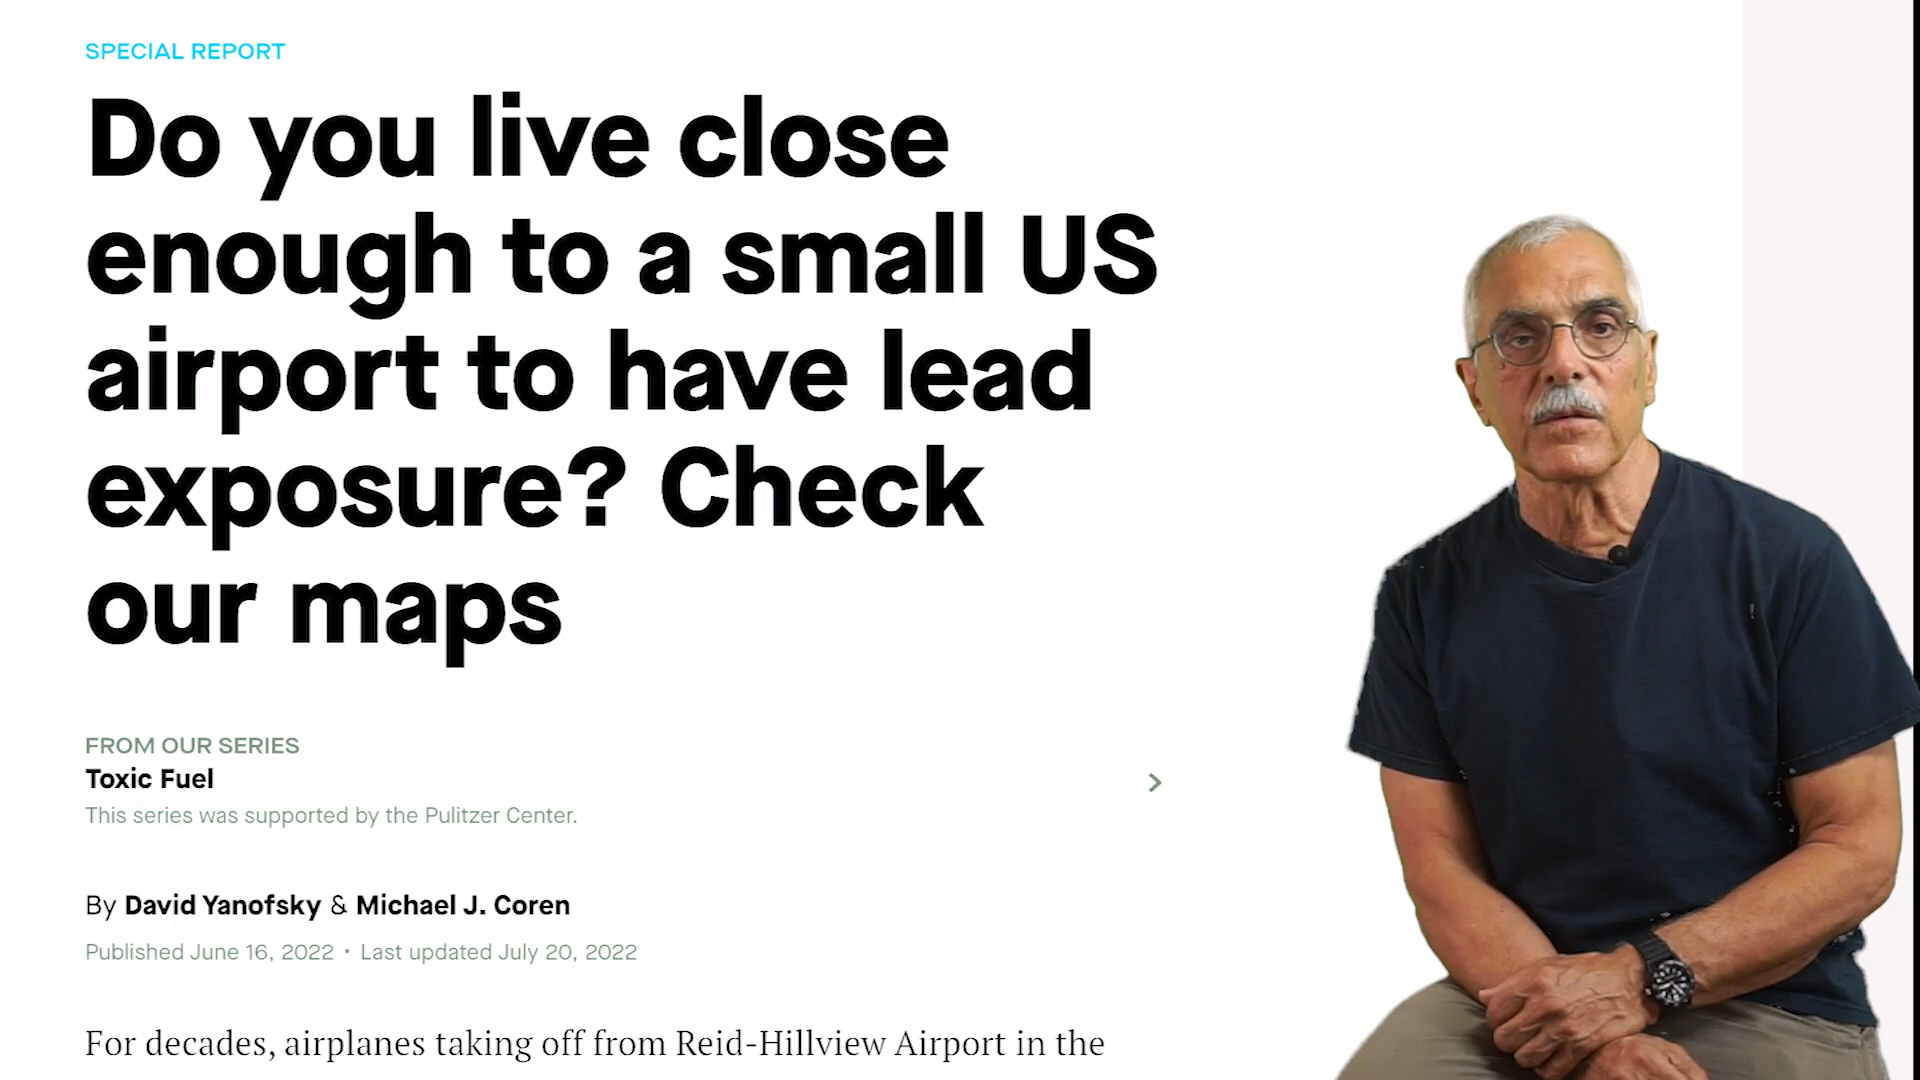 SPECIAL REPORT
Do you live close
enough to a small US
airport to have lead
exposure? Check
our maps
FROM OUR SERIES
Toxic Fuel
This series was supported by the Pulitzer Center.
By David Yanofsky & Michael J. Coren
Published June 16, 2022 • Last updated July 20, 2022
For decades, airplanes taking off from Reid-Hillview Airport in the